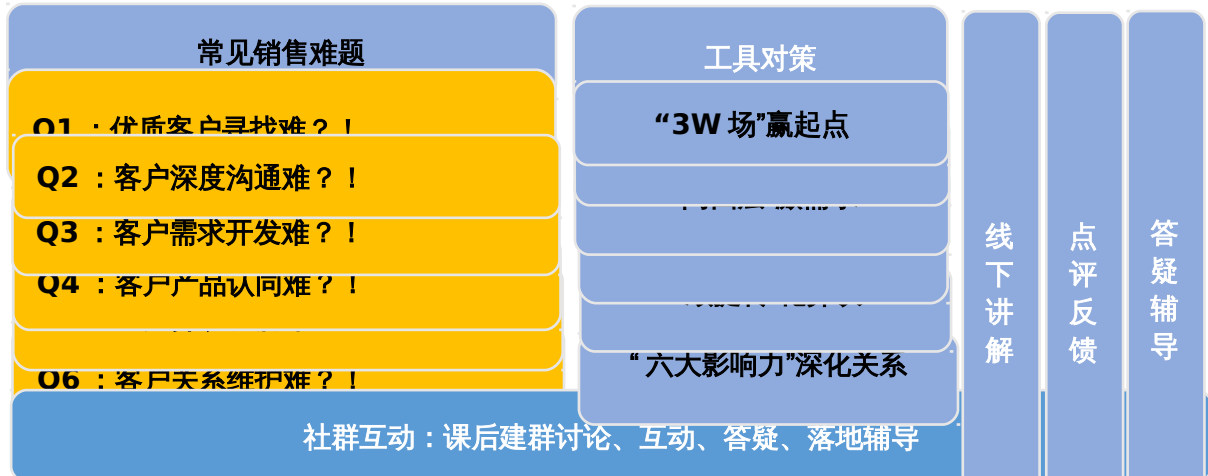 常见销售难题
Q1 ：优质客户寻找难？！
Q2 ：客户深度沟通难？！
Q3 ：客户需求开发难？！
Q4 ：客户产品认同难？！
Q6 ：客户关系维护难？！
工具对策
“3W 场”赢起点
“ 六大影响力”深化关系
线下讲解
点评反馈
答疑辅导
社群互动：课后建群讨论、互动、答疑、落地辅导